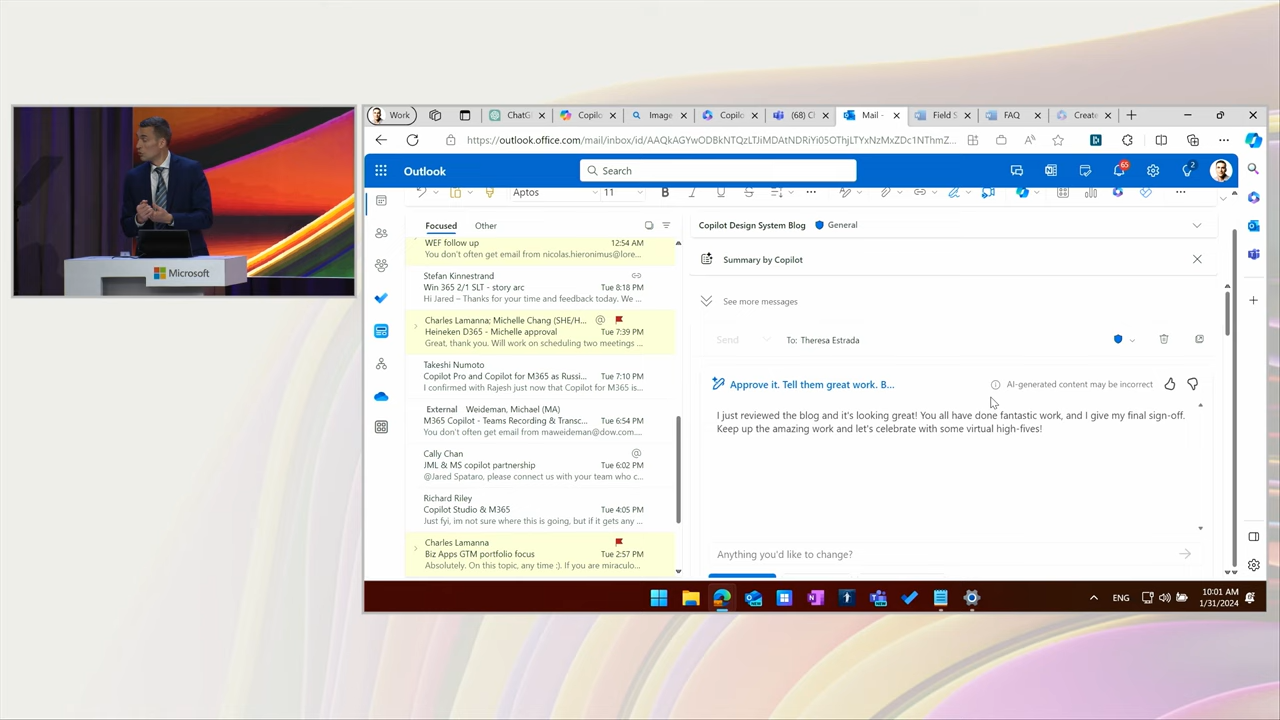 Microsoft
Work
ChatG
Copilo
Image
Copilo
(68) C
Mail -
Field S
FAQ
Create
https://outlook.office.com/mail/inbox/id/AAQkAGYwODBkNTQzLTJiMDAtNDRiYi05OThjLTYxNzMxZDc1NThmZ...
Outlook
Search
65
2
Aptos
11
Focused
Other
WEF follow up
12:54 AM
You don't often get email from nicolas.hieronimus@lore...
Stefan Kinnestrand
Win 365 2/1 SLT - story arc
Tue 8:18 PM
Hi Jared – Thanks for your time and feedback today. We ...
Charles Lamanna; Michelle Chang (SHE/H...
Heineken D365 - Michelle approval
Tue 7:39 PM
Great, thank you. Will work on scheduling two meetings ...
Takeshi Numoto
Copilot Pro and Copilot for M365 as Russi...
Tue 7:10 PM
I confirmed with Rajesh just now that Copilot for M365 is...
External Weideman, Michael (MA)
M365 Copilot - Teams Recording & Transc...
Tue 6:54 PM
You don't often get email from maweideman@dow.com...
Cally Chan
JML & MS copilot partnership
Tue 6:02 PM
@Jared Spataro, please connect us with your team who c...
Richard Riley
Copilot Studio & M365
Tue 4:05 PM
Just fyi, im not sure where this is going, but if it gets any ...
Charles Lamanna
Biz Apps GTM portfolio focus
Tue 2:57 PM
Absolutely. On this topic, any time :). If you are miraculo...
Copilot Design System Blog
General
Summary by Copilot
See more messages
Send
To: Theresa Estrada
Approve it. Tell them great work. B...
AI-generated content may be incorrect
I just reviewed the blog and it's looking great! You all have done fantastic work, and I give my final sign-off.
Keep up the amazing work and let's celebrate with some virtual high-fives!
Anything you'd like to change?
ENG
10:01 AM
1/31/2024